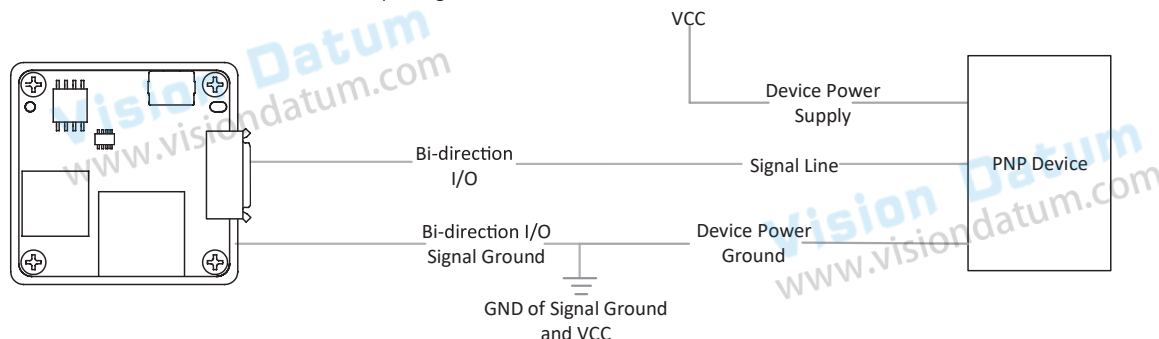 VCC
Vision Datum
www.visiondatum.com
Device Power
Supply
Bi-direction
I/O
Signal Line
PNP Device
Vision Datum
www.visiondatum.com
Bi-direction I/O
Signal Ground
Device Power
Ground
GND of Signal Ground
and VCC